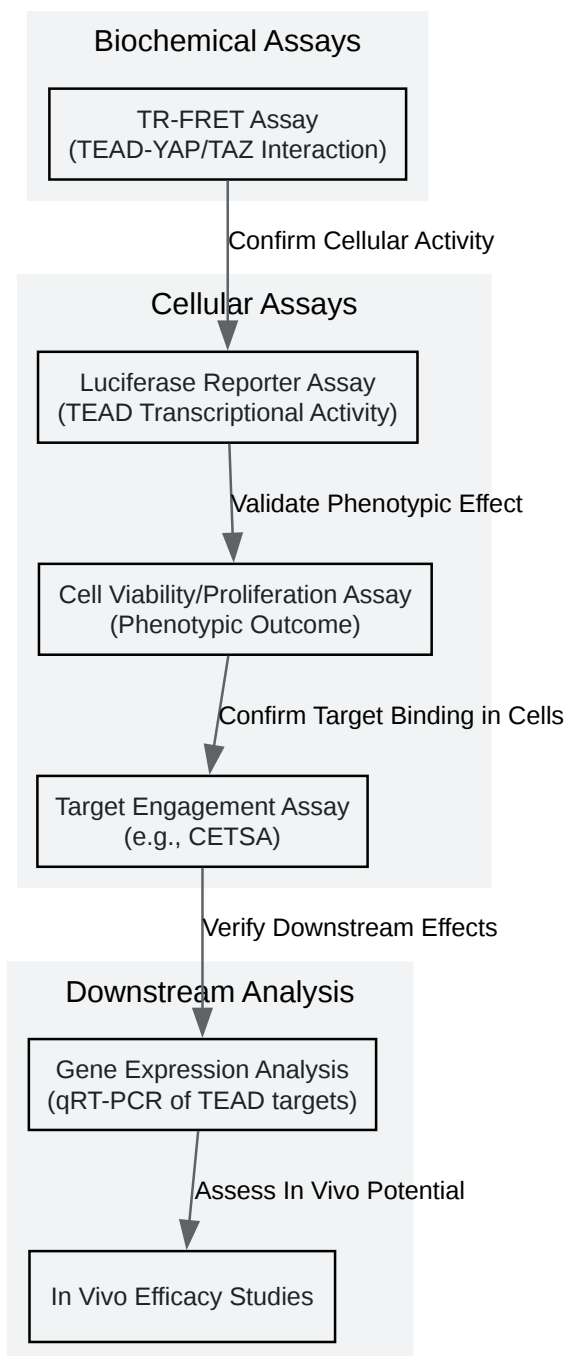 Biochemical Assays
TR-FRET Assay
(TEAD-YAP/TAZ Interaction)
Confirm Cellular Activity
Cellular Assays
Luciferase Reporter Assay
(TEAD Transcriptional Activity)
Validate Phenotypic Effect
Cell Viability/Proliferation Assay
(Phenotypic Outcome)
Confirm Target Binding in Cells
Target Engagement Assay
(e.g., CETSA)
Verify Downstream Effects
Downstream Analysis
Gene Expression Analysis
(qRT-PCR of TEAD targets)
Assess In Vivo Potential
In Vivo Efficacy Studies